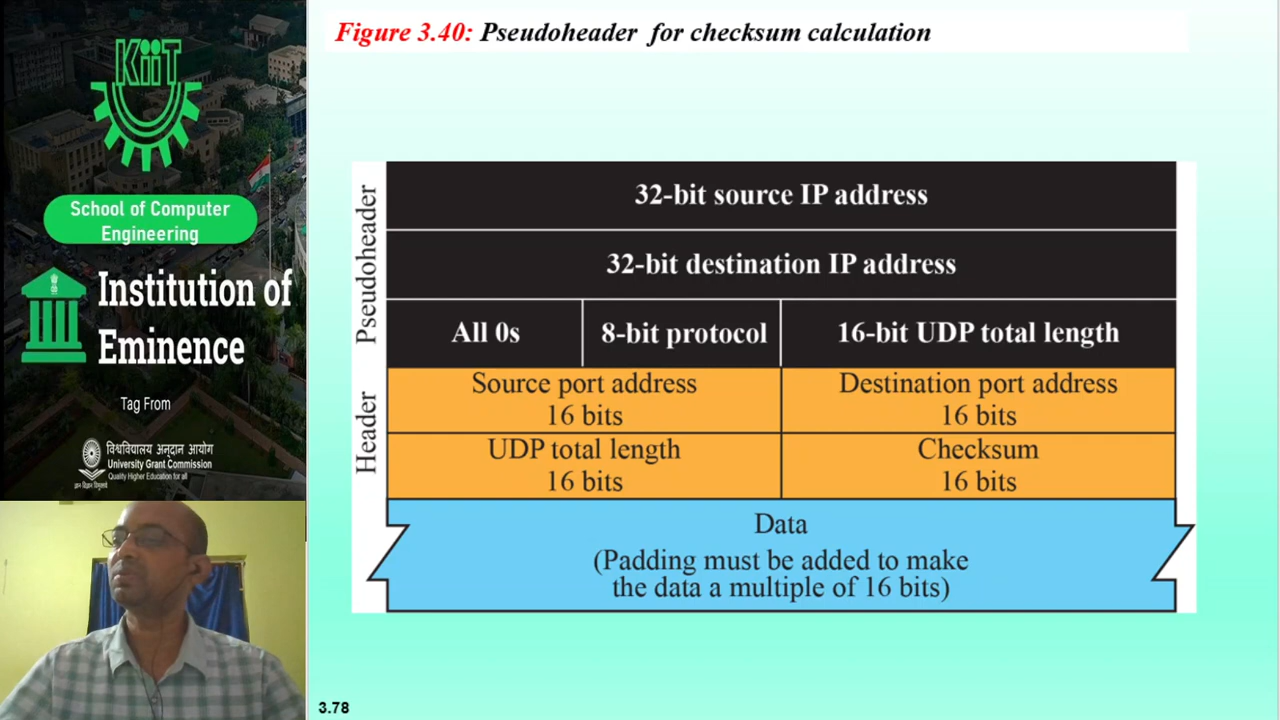 Figure 3.40: Pseudoheader for checksum calculation
KiiT
School of Computer
Engineering
Institution of
Eminence
Tag From
विश्वविद्यालय अनुदान आयोग
University Grant Commission
Quality Higher Education for all
ज्ञान विज्ञान विमुक्तये
Pseudoheader
32-bit source IP address
32-bit destination IP address
All 0s
8-bit protocol
16-bit UDP total length
Header
Source port address
16 bits
Destination port address
16 bits
UDP total length
16 bits
Checksum
16 bits
Data
(Padding must be added to make
the data a multiple of 16 bits)
3.78